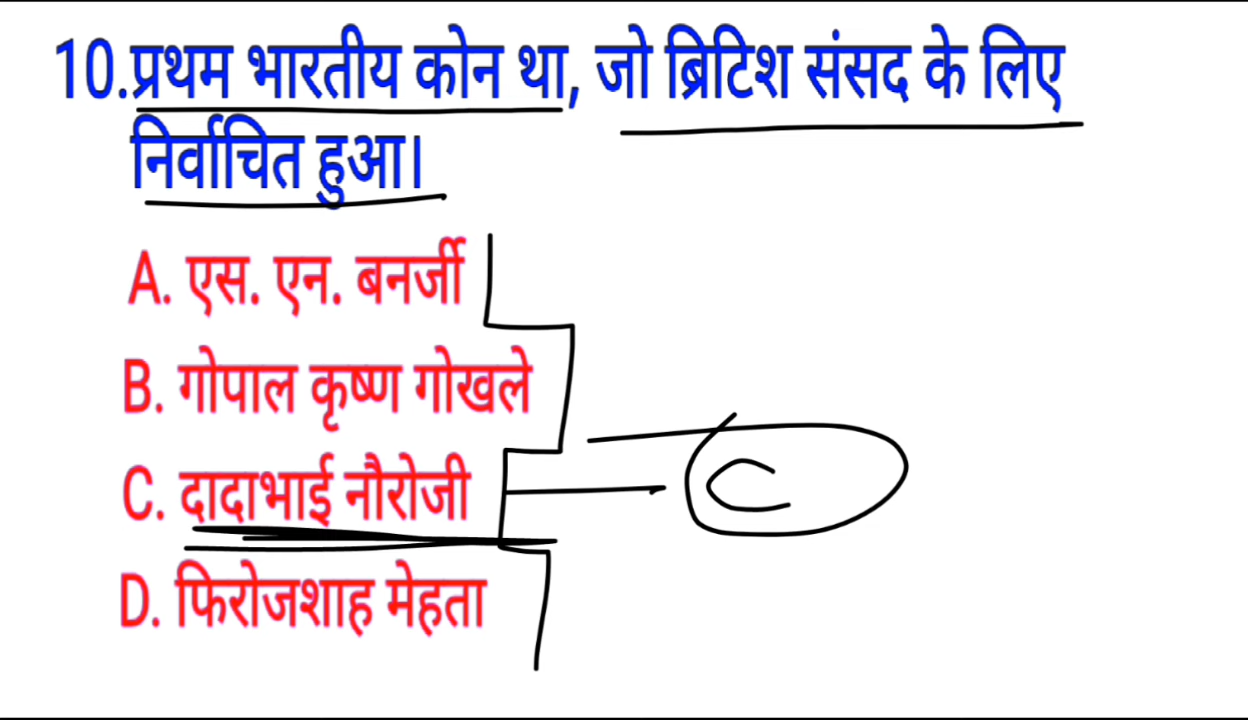 10.प्रथम भारतीय कोन था, जो ब्रिटिश संसद के लिए
निर्वाचित हुआ।
A. एस. एन. बनर्जी
B. गोपाल कृष्ण गोखले
C. दादाभाई नौरोजी
C
D. फिरोजशाह मेहता